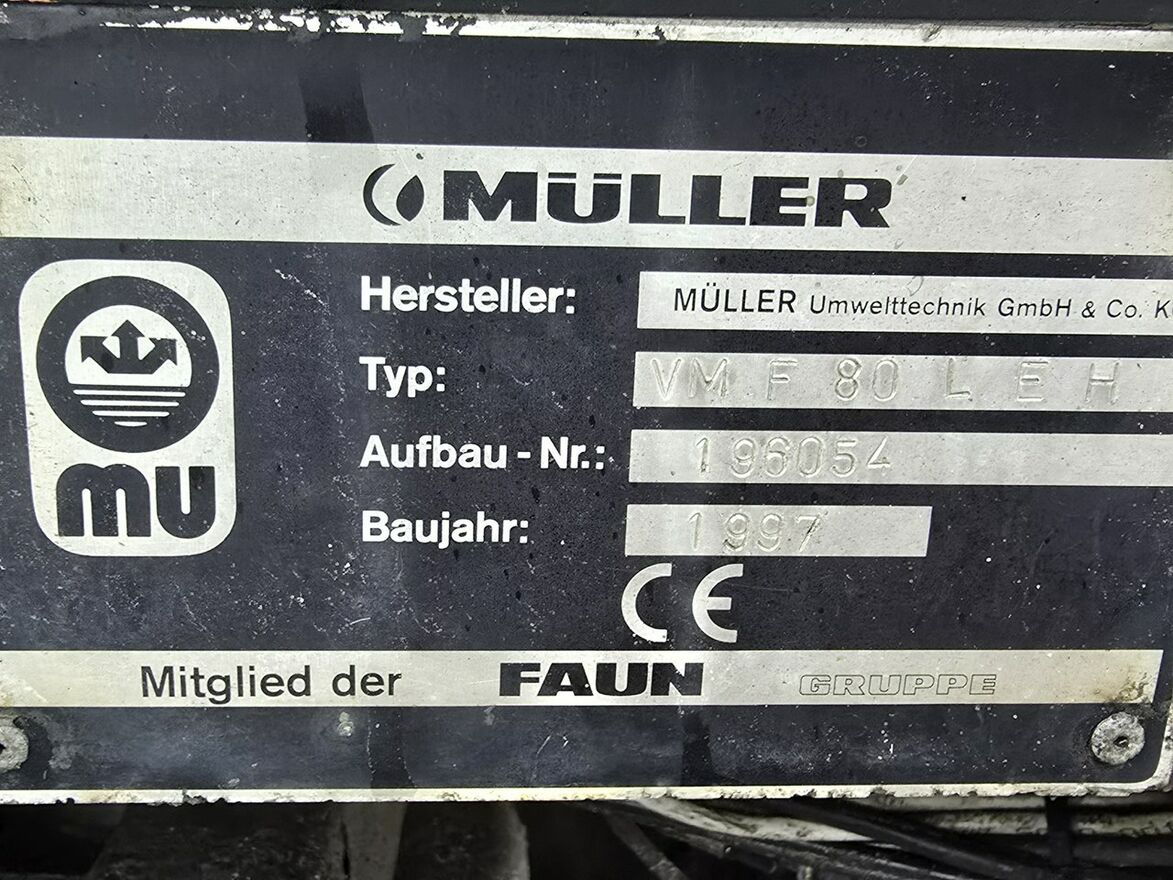 MÜLLER
Hersteller: MÜLLER Umwelttechnik GmbH & Co. K
Typ: VM F 80 L E H
Aufbau-Nr.: 196054
Baujahr: 1997
CE
mu
Mitglied der FAUN GRUPPE